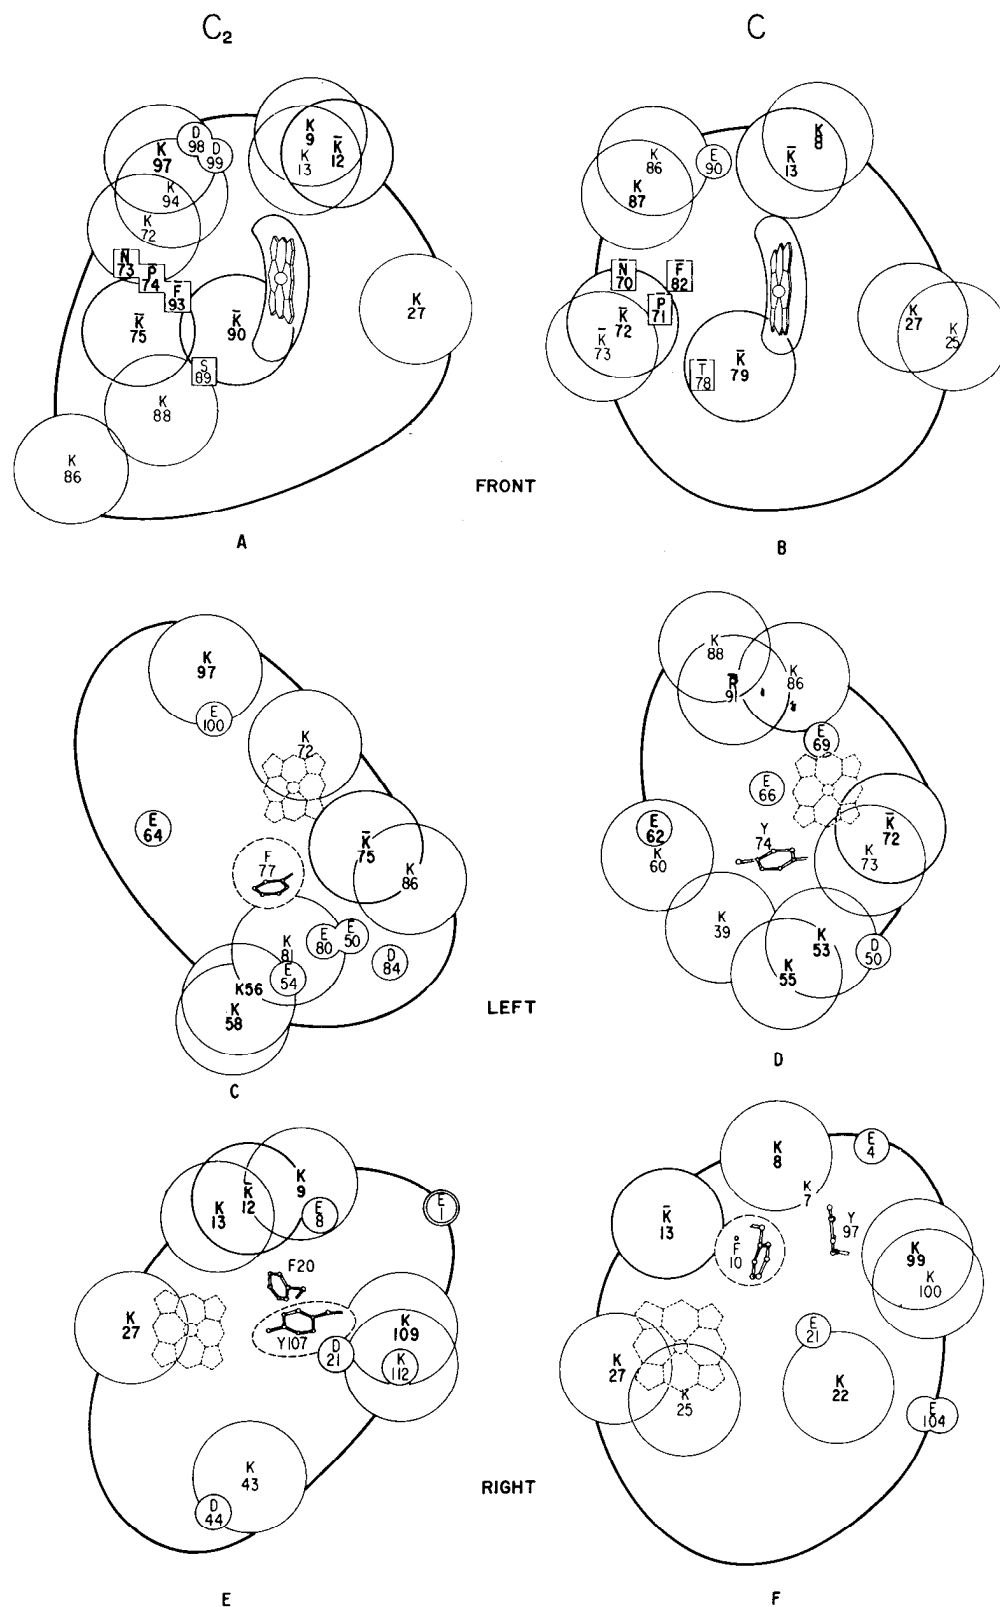 C₂
C
K
9
K̄
12
K
13
D
98
D
99
K
97
K
94
K
72
N̄
73
P̄
74
F̄
93
K̄
75
K̄
90
K
27
S
89
K
88
K
86
A
K
8
K̄
13
K
86
E
90
K
87
N̄
70
F̄
82
P̄
71
K̄
72
K̄
73
K
27
K
25
K̄
79
T̄
78
B
FRONT
K
97
E
100
K
72
E
64
K̄
75
F
77
K
86
E
80
E
50
K
81
D
84
E
54
K56
K
58
C
K
88
K
86
R
91
E
69
E
66
E
62
K
60
Y
74
K̄
72
K
73
K
39
K
53
D
50
K
55
D
LEFT
K
9
K̄
12
K
13
E
8
E
1
F20
K
27
Y107
D
21
K
109
K
112
K
43
D
44
E
K
8
E
4
K
7
K̄
13
Y
97
F
10
K
99
K
100
E
21
K
27
K
25
K
22
E
104
F
RIGHT